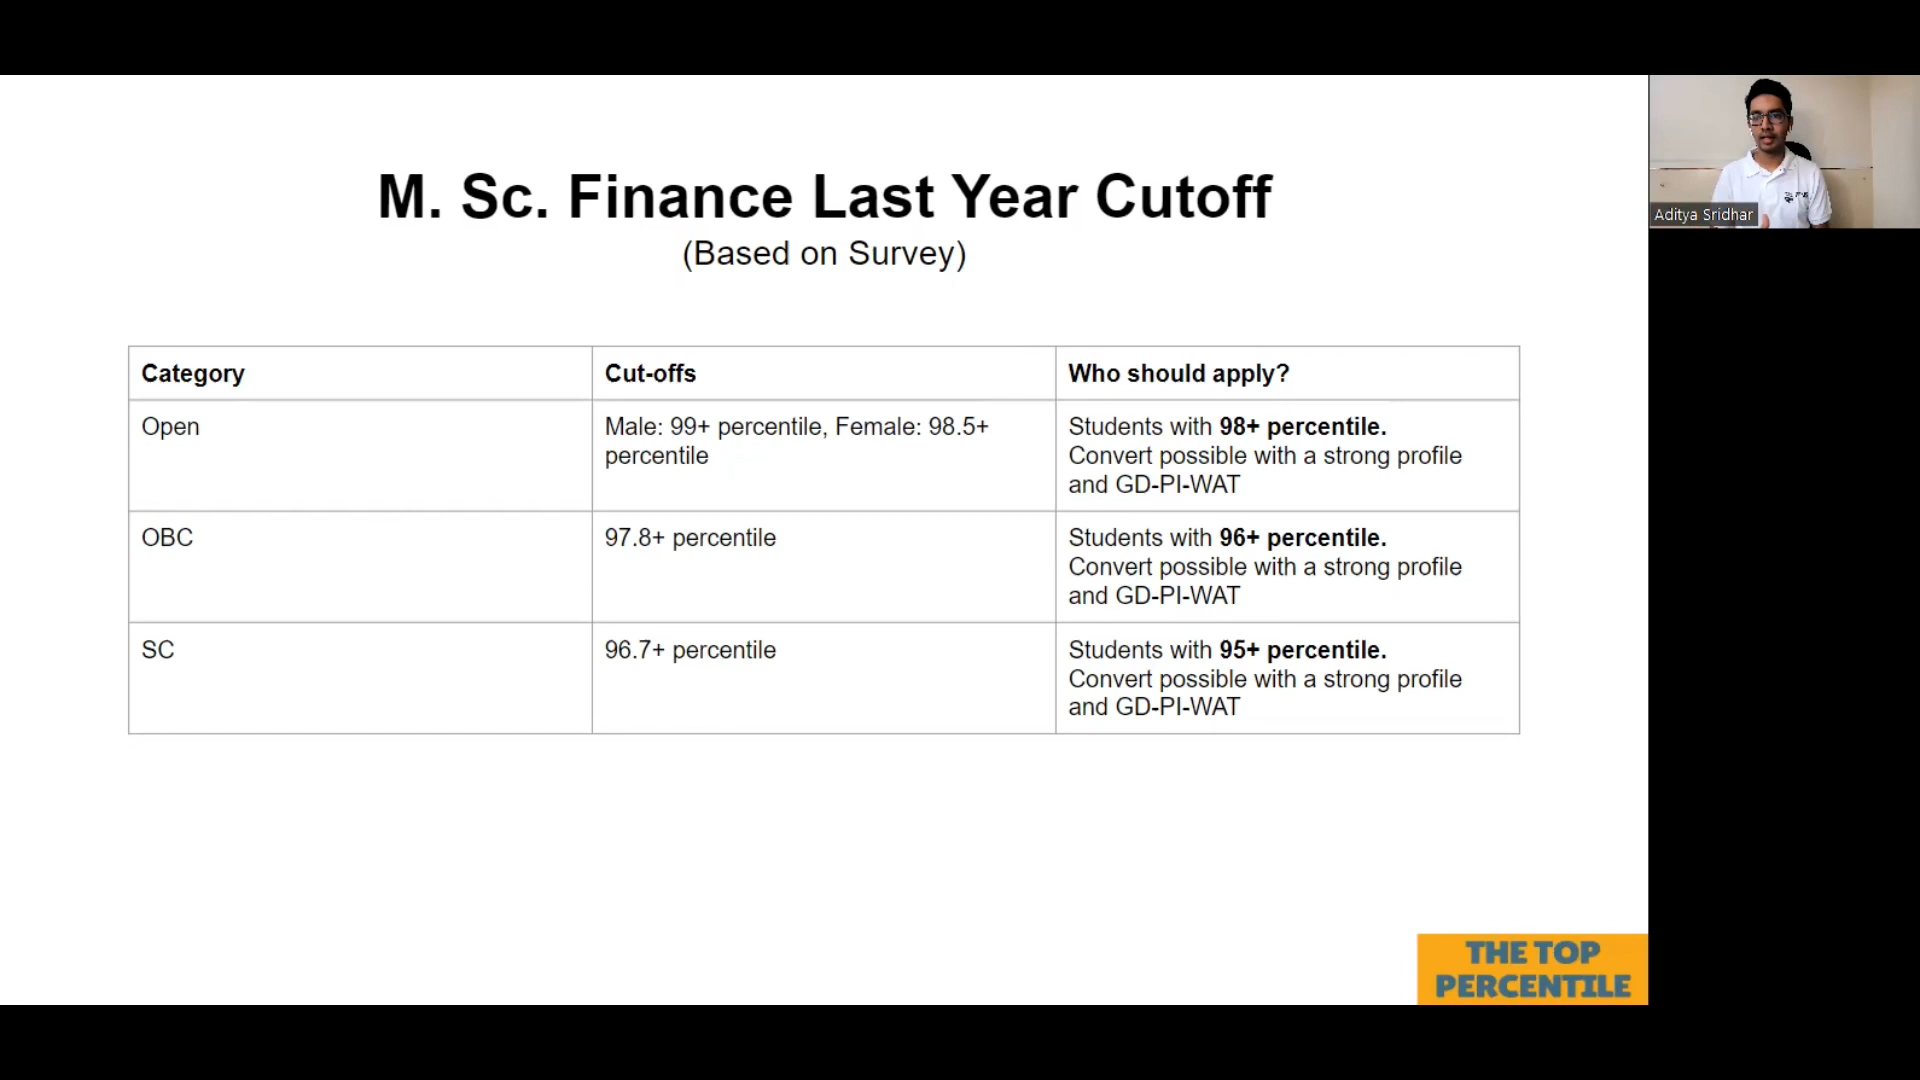 M. Sc. Finance Last Year Cutoff
(Based on Survey)
Category
Cut-offs
Who should apply?
Open
Male: 99+ percentile, Female: 98.5+
percentile
Students with 98+ percentile.
Convert possible with a strong profile
and GD-PI-WAT
OBC
97.8+ percentile
Students with 96+ percentile.
Convert possible with a strong profile
and GD-PI-WAT
SC
96.7+ percentile
Students with 95+ percentile.
Convert possible with a strong profile
and GD-PI-WAT
Aditya Sridhar
THE TOP
PERCENTILE